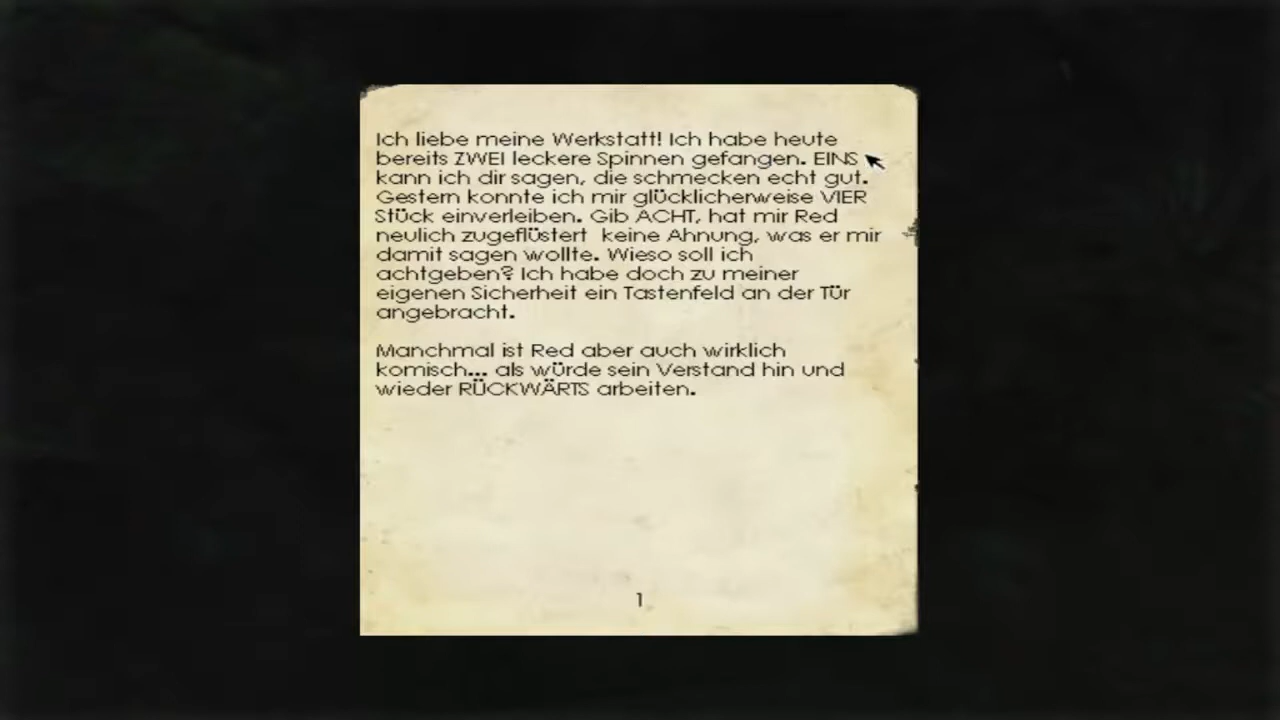 Ich liebe meine Werkstatt! Ich habe heute
bereits ZWEI leckere Spinnen gefangen. EINS
kann ich dir sagen, die schmecken echt gut.
Gestern konnte ich mir glücklicherweise VIER
Stück einverleiben. Gib ACHT, hat mir Red
neulich zugeflüstert  keine Ahnung, was er mir
damit sagen wollte. Wieso soll ich
achtgeben? Ich habe doch zu meiner
eigenen Sicherheit ein Tastenfeld an der Tür
angebracht.
Manchmal ist Red aber auch wirklich
komisch... als würde sein Verstand hin und
wieder RÜCKWÄRTS arbeiten.
1